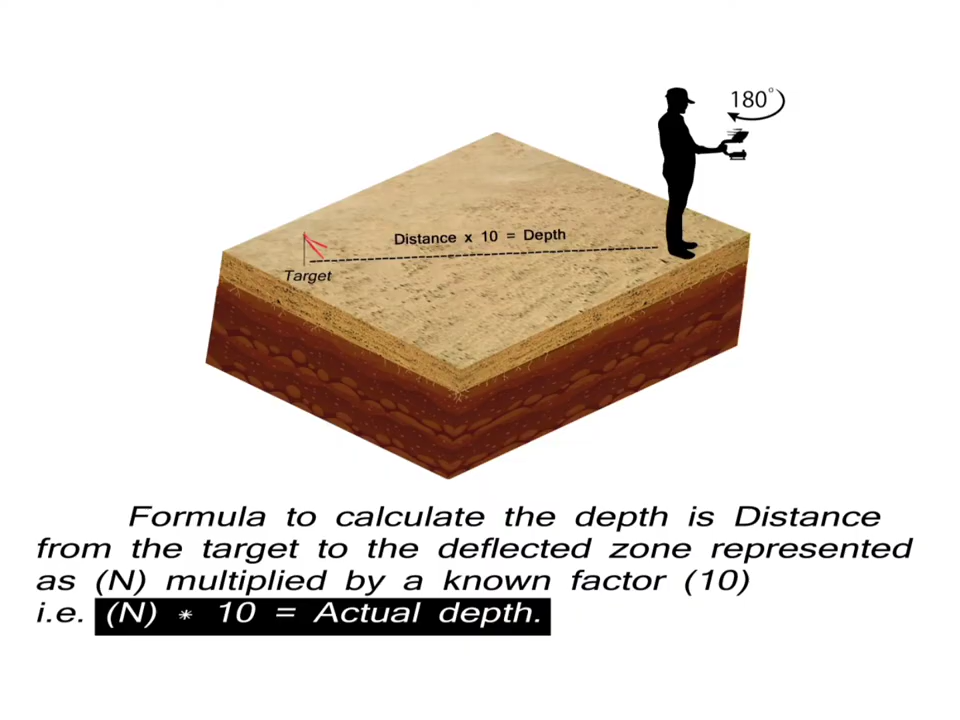 180°
Distance x 10 = Depth
Target
Formula to calculate the depth is Distance
from the target to the deflected zone represented
as (N) multiplied by a known factor (10)
i.e. (N) * 10 = Actual depth.